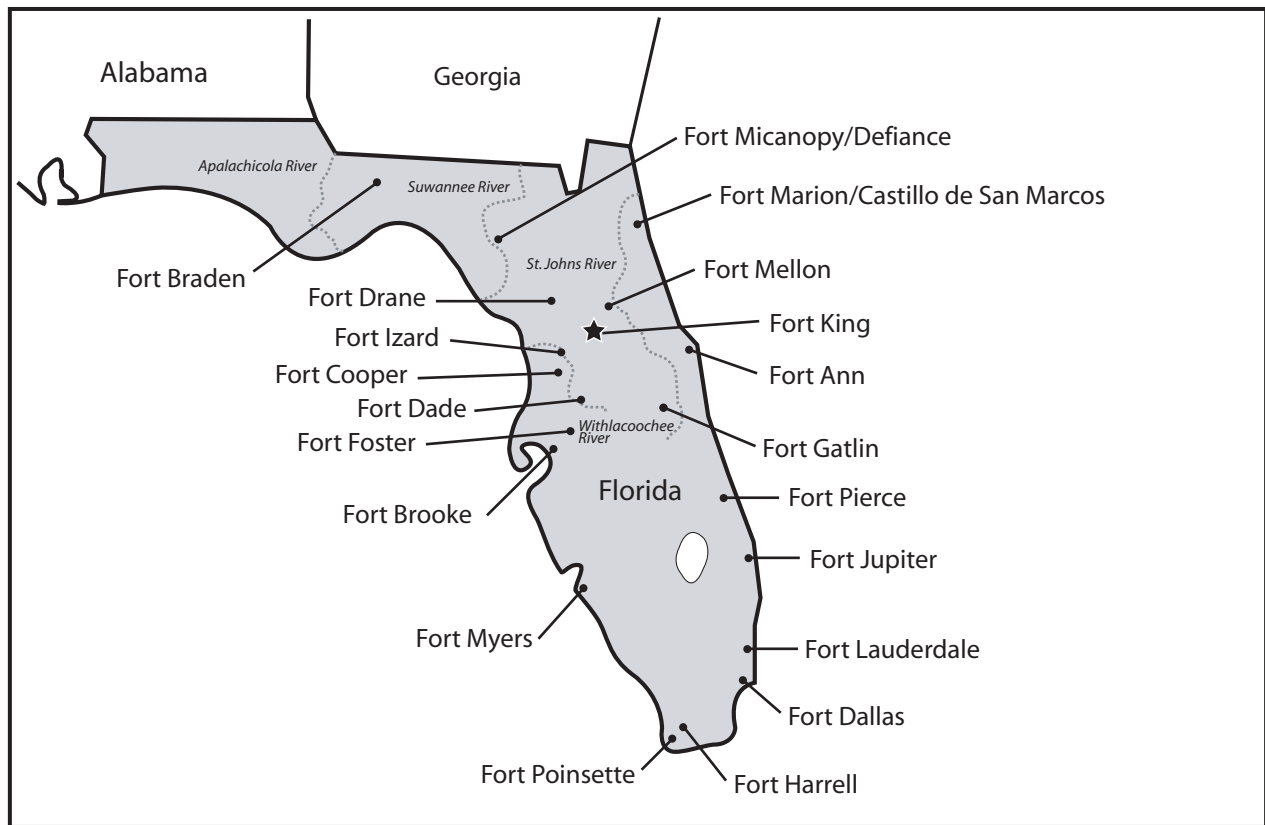 Alabama
Georgia
Fort Micanopy/Defiance
Apalachicola River
Suwannee River
Fort Marion/Castillo de San Marcos
St. Johns River
Fort Mellon
Fort Braden
Fort Drane
Fort King
Fort Izard
Fort Cooper
Fort Ann
Fort Dade
Withlacoochee
River
Fort Foster
Fort Gatlin
Florida
Fort Pierce
Fort Brooke
Fort Jupiter
Fort Myers
Fort Lauderdale
Fort Dallas
Fort Poinsette
Fort Harrell